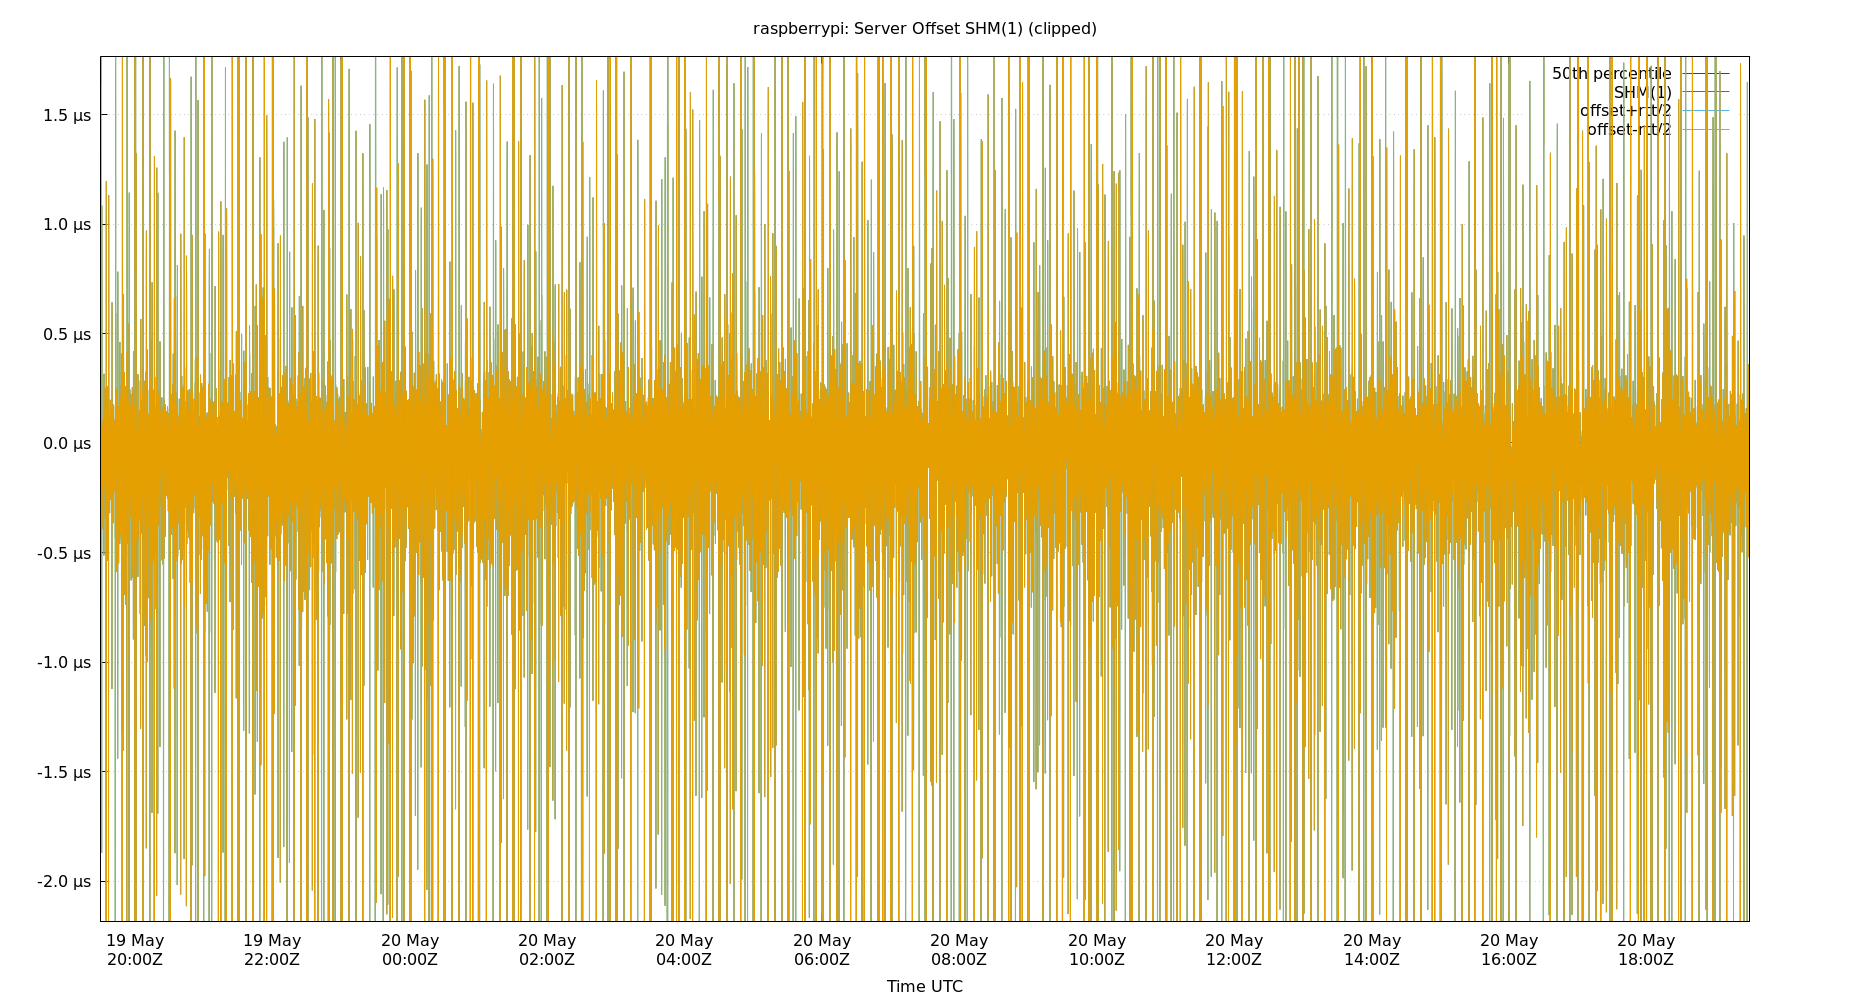 raspberrypi: Server Offset SHM(1) (clipped)
50th percentile
SHM(1)
offset+rtt/2
offset-rtt/2
1.5 µs
1.0 µs
0.5 µs
0.0 µs
-0.5 µs
-1.0 µs
-1.5 µs
-2.0 µs
19 May 19 May 20 May 20 May 20 May 20 May 20 May 20 May 20 May 20 May 20 May 20 May
20:00Z 22:00Z 00:00Z 02:00Z 04:00Z 06:00Z 08:00Z 10:00Z 12:00Z 14:00Z 16:00Z 18:00Z
Time UTC